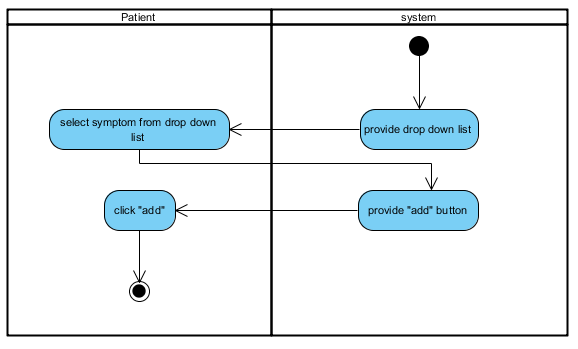 Patient
system
select symptom from drop down
list
provide drop down list
click "add"
provide "add" button